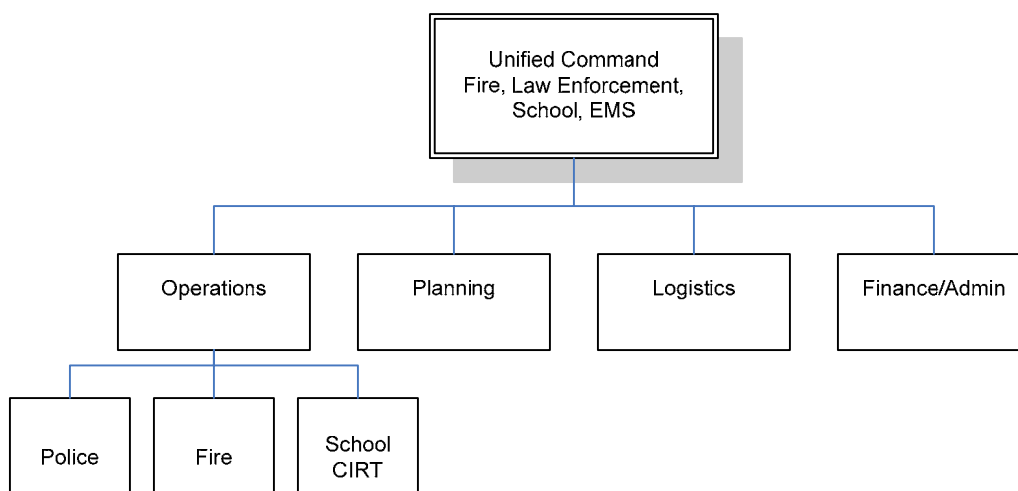 Unified Command
Fire, Law Enforcement,
School, EMS
Operations
Planning
Logistics
Finance/Admin
Police
Fire
School
CIRT